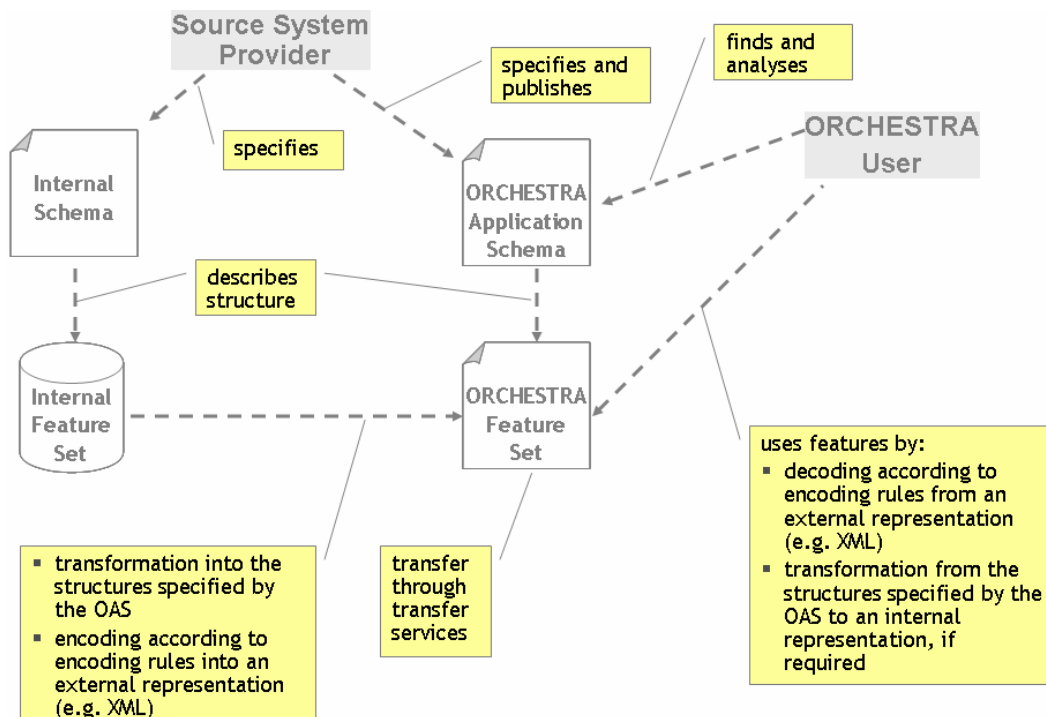 Source System
Provider
specifies and
publishes
finds and
analyses
specifies
ORCHESTRA
User
Internal
Schema
ORCHESTRA
Application
Schema
describes
structure
Internal
Feature
Set
ORCHESTRA
Feature
Set
▪ transformation into the
structures specified by
the OAS
▪ encoding according to
encoding rules into an
external representation
(e.g. XML)
transfer
through
transfer
services
uses features by:
▪ decoding according to
encoding rules from an
external representation
(e.g. XML)
▪ transformation from the
structures specified by the
OAS to an internal
representation, if
required